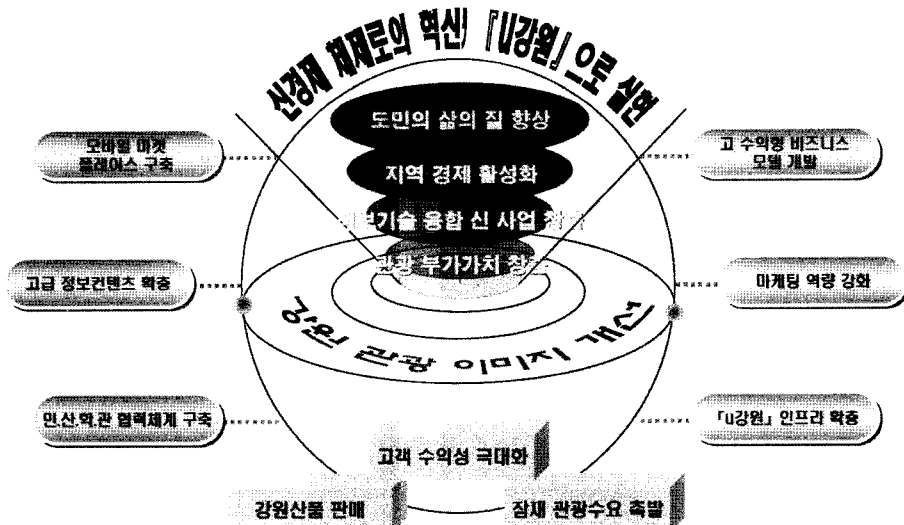 신경제 체제로의 혁신! 『U강원』으로 실현
도민의 삶의 질 향상
지역 경제 활성화
기술 융합 신 사업
관광 부가가치 창출
강원 관광 이미지 개선
모바일 마켓
플레이스 구축
고급 정보컨텐츠 확충
민.산.학.관 협력체계 구축
고 수익형 비즈니스
모델 개발
마케팅 역량 강화
『U강원』 인프라 확충
고객 수익성 극대화
강원산품 판매
잠재 관광수요 촉발